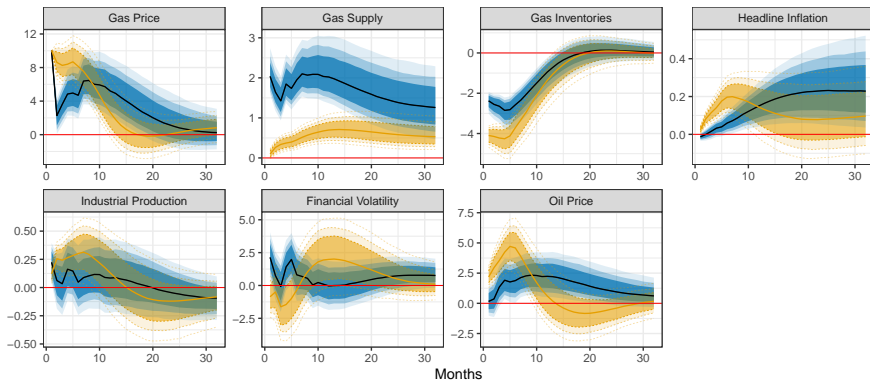 Gas Price
Gas Supply
Gas Inventories
Headline Inflation
12
8
4
0
0 10 20 30
3
2
1
0
0 10 20 30
0
−2
−4
0 10 20 30
0.4
0.2
0.0
0 10 20 30
Industrial Production
Financial Volatility
Oil Price
0.50
0.25
0.00
−0.25
−0.50
0 10 20 30
5.0
2.5
0.0
−2.5
0 10 20 30
7.5
5.0
2.5
0.0
−2.5
0 10 20 30
Months